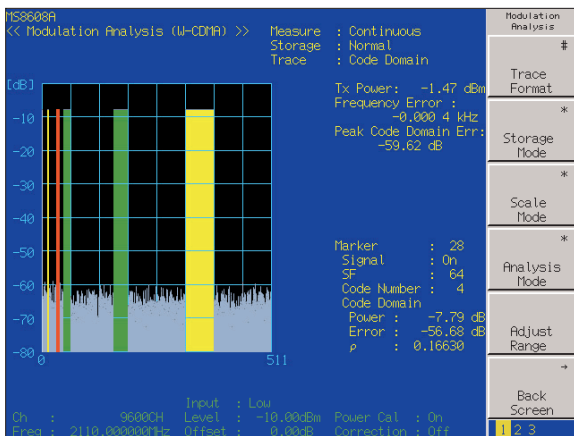 MS8608A
<< Modulation Analysis (W-CDMA) >>
Measure : Continuous
Storage : Normal
Trace : Code Domain
[dB]
Tx Power: -1.47 dBm
Frequency Error :
-0.000 4 kHz
Peak Code Domain Err:
-59.62 dB
-10
-20
-30
-40
-50
-60
-70
-80
0
511
Marker : 28
Signal : On
SF : 64
Code Number : 4
Code Domain
Power : -7.79 dB
Error : -56.68 dB
ρ : 0.16630
Input : Low
Ch : 9600CH Level : -10.00dBm Power Cal : On
Freq : 2110.000000MHz Offset : 0.00dB Correction : Off
Modulation
Analysis
#
Trace
Format
*
Storage
Mode
*
Scale
Mode
*
Analysis
Mode
Adjust
Range
→
Back
Screen
1 2 3